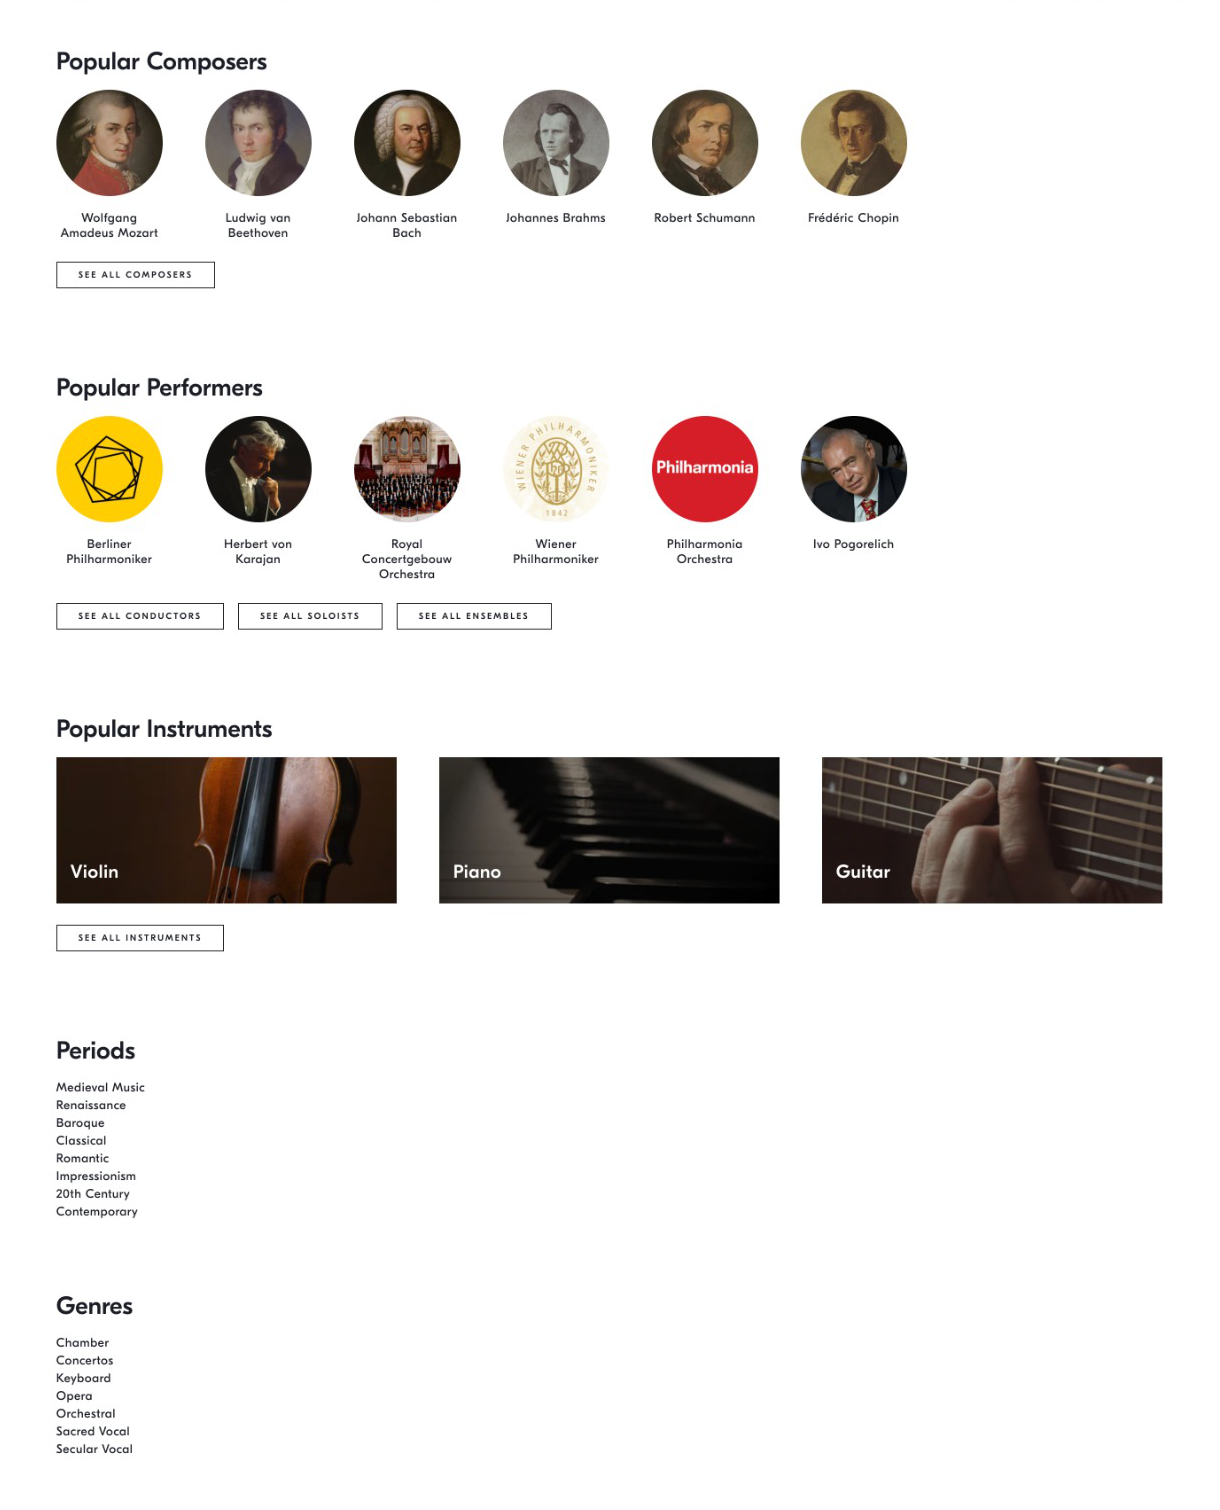 Popular Composers
Wolfgang
Amadeus Mozart
Ludwig van
Beethoven
Johann Sebastian
Bach
Johannes Brahms
Robert Schumann
Frédéric Chopin
SEE ALL COMPOSERS
Popular Performers
WIENER PHILHARMONIKER
1842
Philharmonia
Berliner
Philharmoniker
Herbert von
Karajan
Royal
Concertgebouw
Orchestra
Wiener
Philharmoniker
Philharmonia
Orchestra
Ivo Pogorelich
SEE ALL CONDUCTORS
SEE ALL SOLOISTS
SEE ALL ENSEMBLES
Popular Instruments
Violin
Piano
Guitar
SEE ALL INSTRUMENTS
Periods
Medieval Music
Renaissance
Baroque
Classical
Romantic
Impressionism
20th Century
Contemporary
Genres
Chamber
Concertos
Keyboard
Opera
Orchestral
Sacred Vocal
Secular Vocal